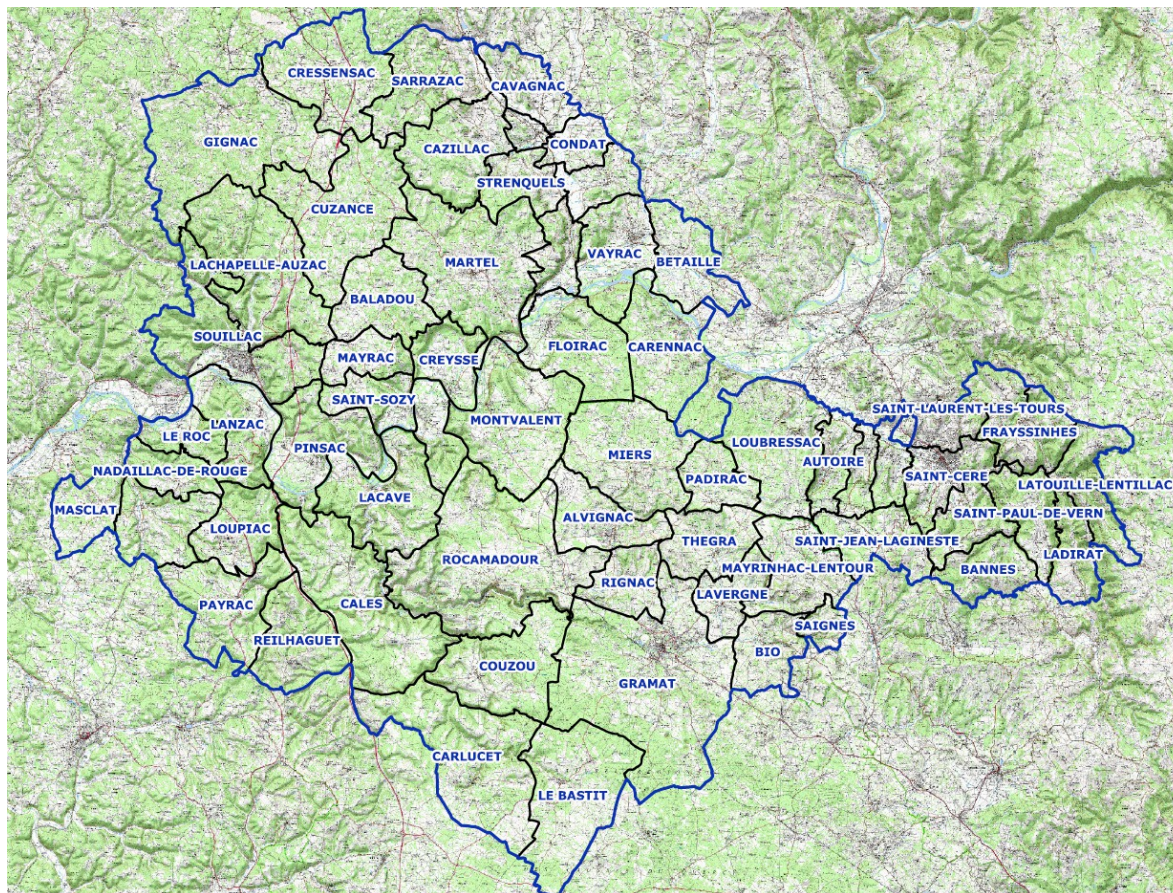 CRESSENSAC
SARRAZAC
CAVAGNAC
GIGNAC
CAZILLAC
CONDAT
STRENQUELS
CUZANCE
VAYRAC
MARTEL
BETAILLE
LACHAPELLE-AUZAC
BALADOU
SOUILLAC
MAYRAC
CREYSSE
FLOIRAC
CARENNAC
SAINT-SOZY
SAINT-LAURENT-LES-TOURS
LANZAC
MONTVALENT
FRAYSSINHES
LE ROC
LOUBRESSAC
PINSAC
MIERS
AUTOIRE
NADAILLAC-DE-ROUGE
PADIRAC
SAINT-CERE
LATOUILLE-LENTILLAC
LACAVE
MASCLAT
SAINT-PAUL-DE-VERN
ALVIGNAC
LOUPIAC
THEGRA
SAINT-JEAN-LAGINESTE
LADIRAT
ROCAMADOUR
MAYRINHAC-LENTOUR
BANNES
RIGNAC
LAVERGNE
PAYRAC
CALES
SAIGNES
REILHAGUET
BIO
COUZOU
GRAMAT
CARLUCET
LE BASTIT